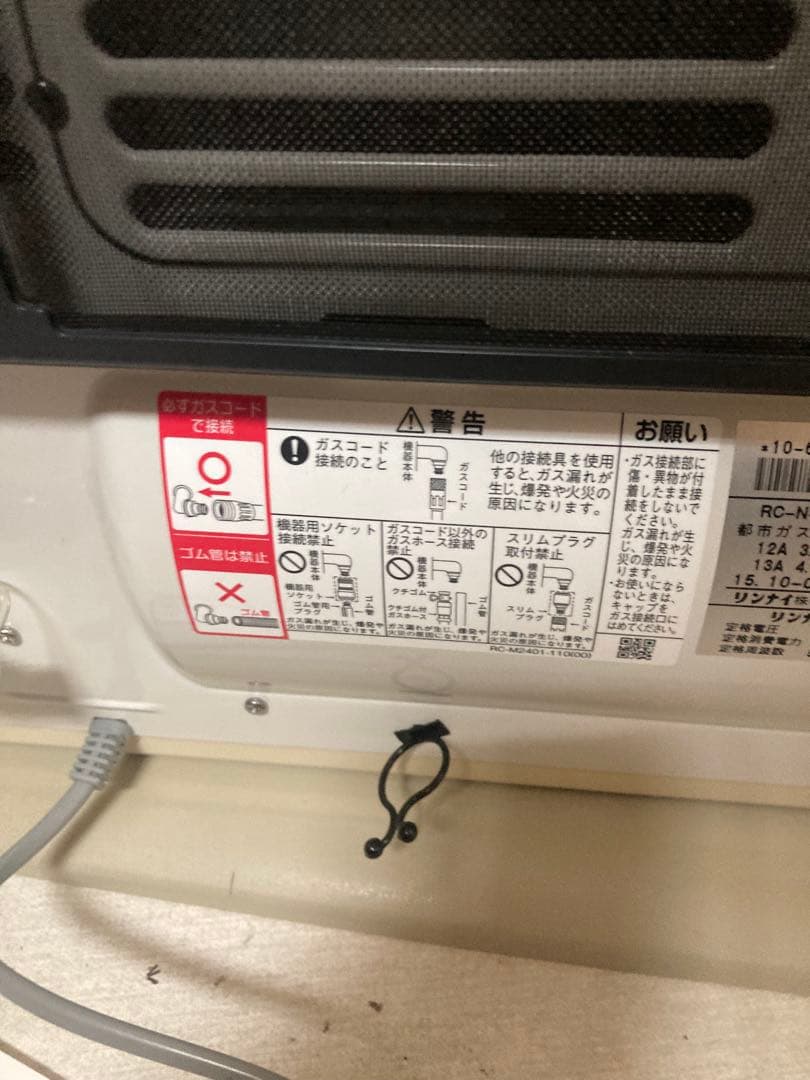 必ずガスコード
で接続
ゴム管は禁止
ゴム管
警告
ガスコード
接続のこと
機器本体
ガスコード
他の接続具を使用
すると、ガス漏れが
生じ、爆発や火災の
原因になります。
機器用ソケット
接続禁止
機器本体
機器用
ソケット
ゴム管用
プラグ
ゴム管
ガス漏れが生じ、爆発や
火災の原因になります。
ガスコード以外の
ガスホース接続
禁止
機器本体
クチゴム
クチゴム付
ガスホース
ゴム管
ガス漏れが生じ、爆発や
火災の原因になります。
スリムプラグ
取付禁止
機器本体
スリム
プラグ
ガスコード
ガス漏れが生じ、爆発や
火災の原因になります。
RC-M2401-110(00)
お願い
・ガス接続部に
傷・異物が付
着したまま接
続をしないで
ください。
ガス漏れが生
じ、爆発や火
災の原因にな
ります。
・お使いになら
ないときは、
キャップを
ガス接続口に
はめてください。
*10-6
RC-N
都市ガス
12A 3.
13A 4.
15. 10-0
リンナイ株
リンナ
定格電圧
定格消費電力
定格周波数